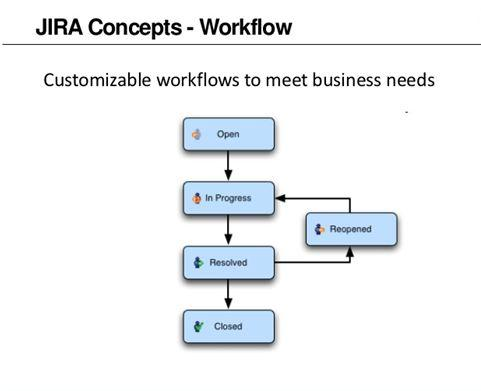 JIRA Concepts - Workflow
Customizable workflows to meet business needs
Open
In Progress
Reopened
Resolved
Closed